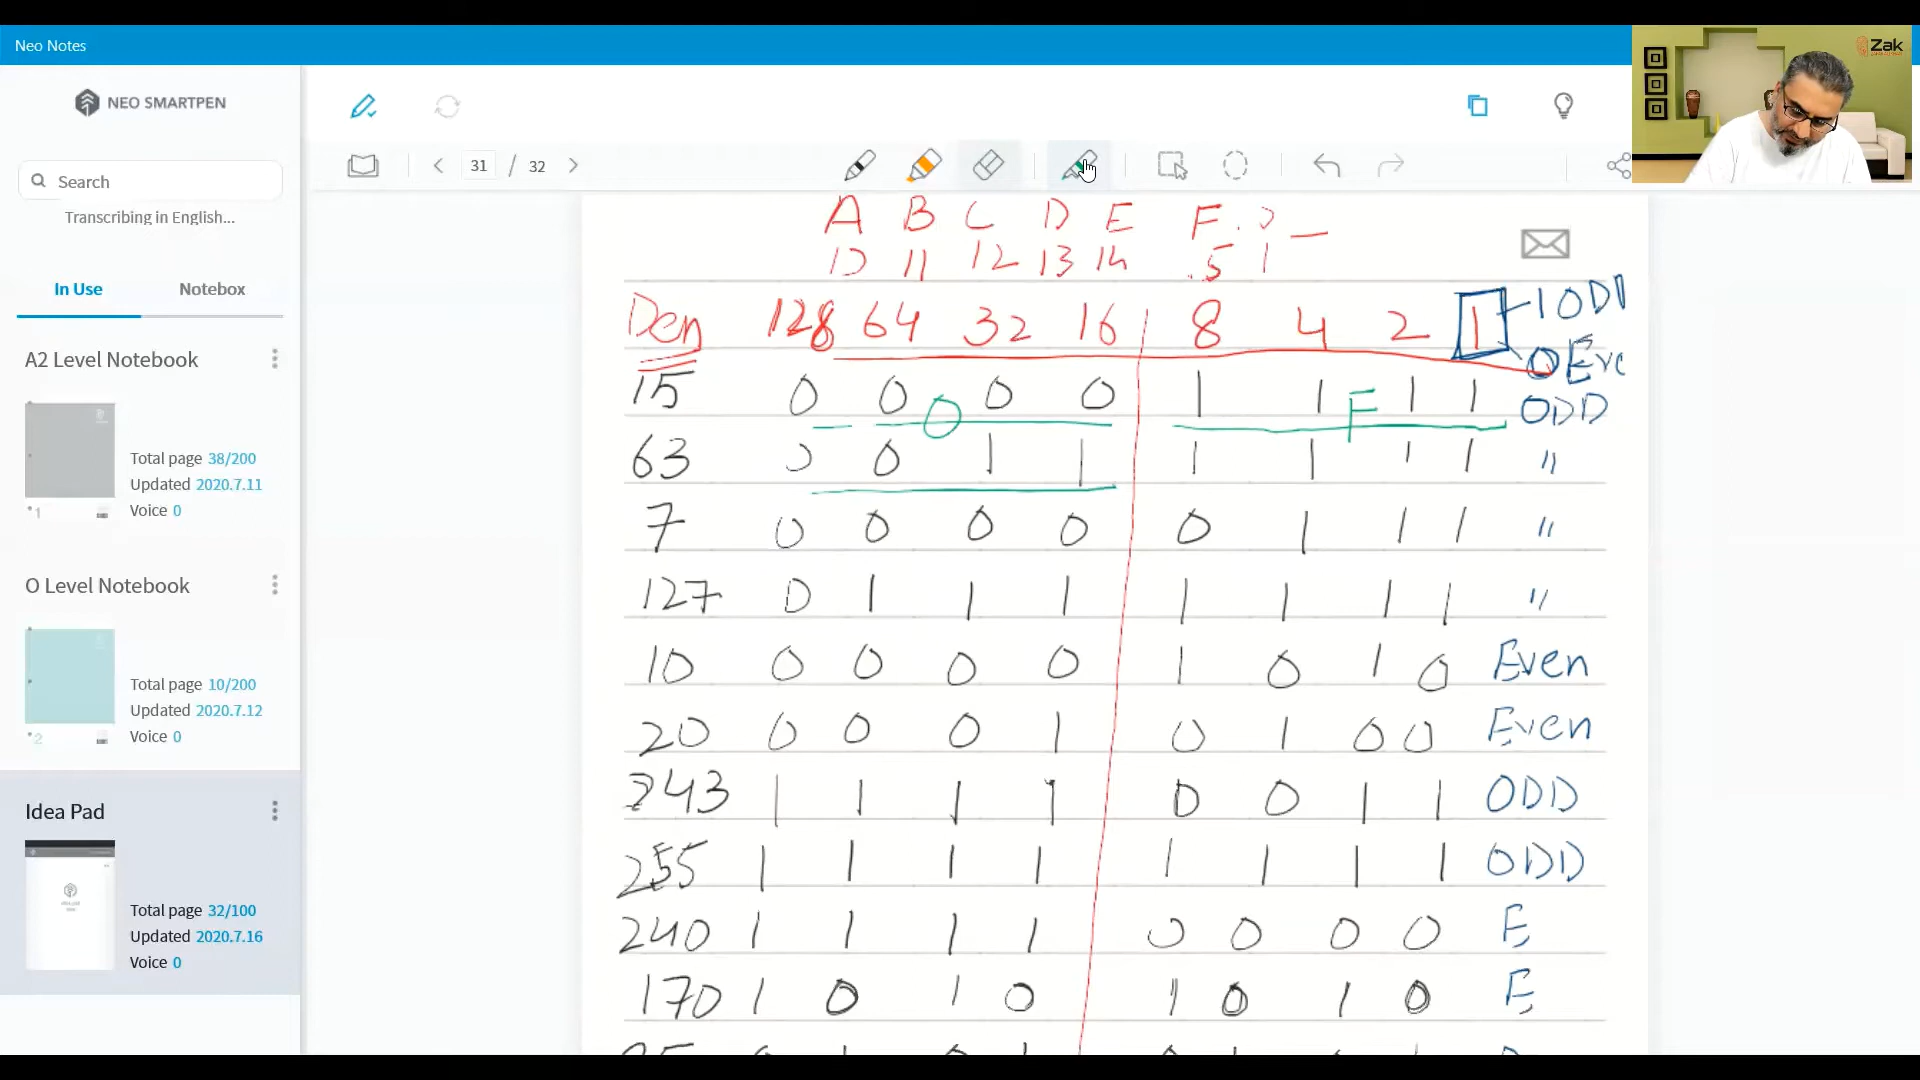 Neo Notes
Zak
NEO SMARTPEN
31 / 32
Search
Transcribing in English...
In Use Notebox
A2 Level Notebook
Total page 38/200
Updated 2020.7.11
Voice 0
1
O Level Notebook
Total page 10/200
Updated 2020.7.12
Voice 0
2
Idea Pad
Total page 32/100
Updated 2020.7.16
Voice 0
A B C D E F
10 11 12 13 14
Den 128 64 32 16 8 4 2 1
15 0 0 0 0 1 1 1 1 ODD
0 F
63 0 0 1 1 1 1 1 1 "
7 0 0 0 0 0 1 1 1 "
127 0 1 1 1 1 1 1 1 "
10 0 0 0 0 1 0 1 0 Even
20 0 0 0 1 0 1 0 0 Even
243 1 1 1 1 0 0 1 1 ODD
255 1 1 1 1 1 1 1 1 ODD
240 1 1 1 1 0 0 0 0 E
170 1 0 1 0 1 0 1 0 E